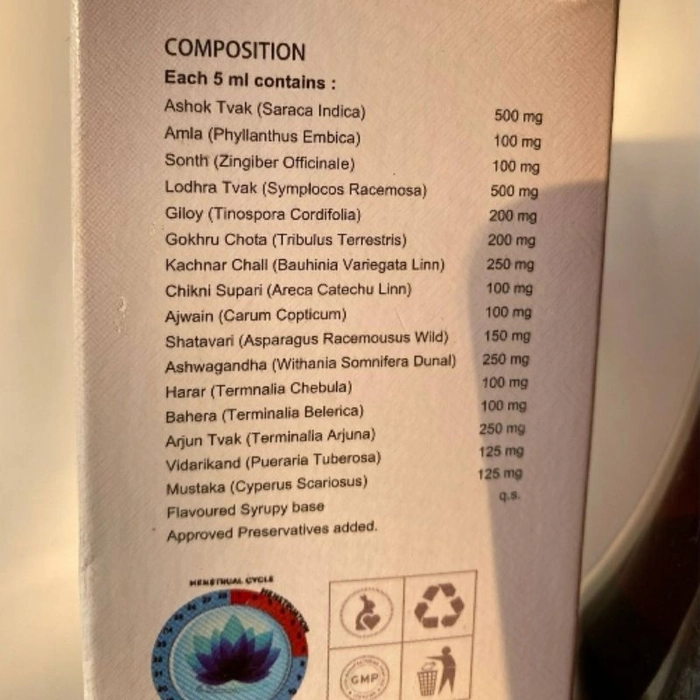 COMPOSITION
Each 5 ml contains :
Ashok Tvak (Saraca Indica) 500 mg
Amla (Phyllanthus Embica) 100 mg
Sonth (Zingiber Officinale) 100 mg
Lodhra Tvak (Symplocos Racemosa) 500 mg
Giloy (Tinospora Cordifolia) 200 mg
Gokhru Chota (Tribulus Terrestris) 200 mg
Kachnar Chall (Bauhinia Variegata Linn) 250 mg
Chikni Supari (Areca Catechu Linn) 100 mg
Ajwain (Carum Copticum) 100 mg
Shatavari (Asparagus Racemousus Wild) 150 mg
Ashwagandha (Withania Somnifera Dunal) 250 mg
Harar (Termnalia Chebula) 100 mg
Bahera (Terminalia Belerica) 100 mg
Arjun Tvak (Terminalia Arjuna) 250 mg
Vidarikand (Pueraria Tuberosa) 125 mg
Mustaka (Cyperus Scariosus) 125 mg
Flavoured Syrupy base q.s.
Approved Preservatives added.
MENSTRUAL CYCLE
MENSTRUATION
GMP